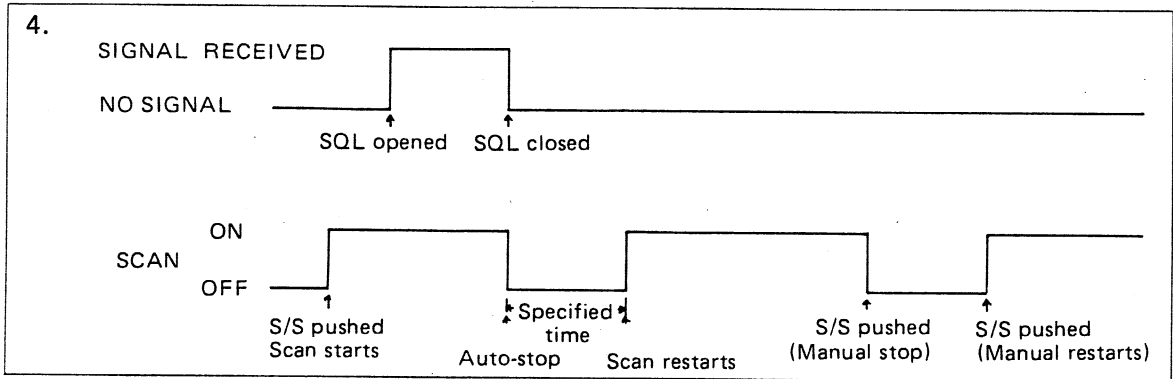 4.
SIGNAL RECEIVED
NO SIGNAL
SQL opened
SQL closed
ON
SCAN
OFF
S/S pushed
Scan starts
Specified
time
Auto-stop
Scan restarts
S/S pushed
(Manual stop)
S/S pushed
(Manual restarts)